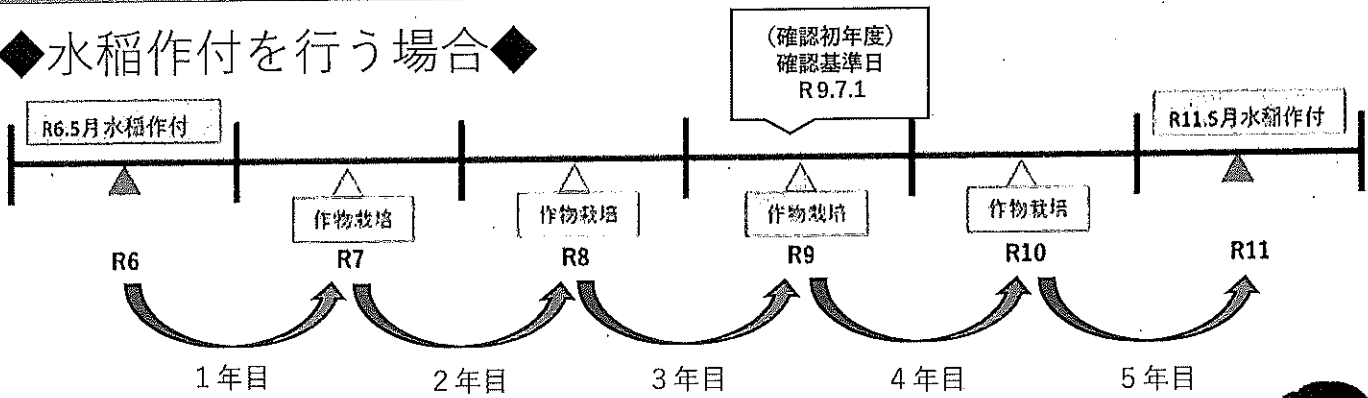 ◆水稲作付を行う場合◆
(確認初年度)
確認基準日
R9.7.1
R6.5月水稲作付
R11.5月水稲作付
作物栽培
作物栽培
作物栽培
作物栽培
R6
R7
R8
R9
R10
R11
1年目
2年目
3年目
4年目
5年目